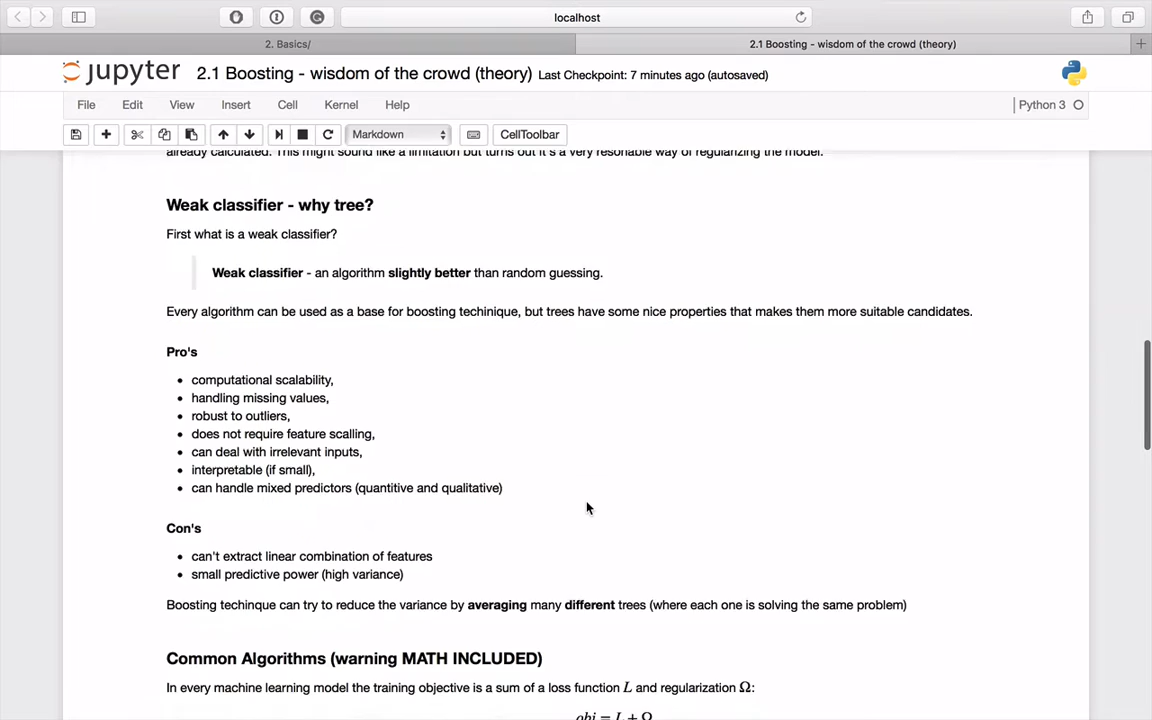 localhost
2. Basics/
2.1 Boosting - wisdom of the crowd (theory)
jupyter 2.1 Boosting - wisdom of the crowd (theory) Last Checkpoint: 7 minutes ago (autosaved)
File Edit View Insert Cell Kernel Help Python 3
Markdown CellToolbar
already calculated. This might sound like a limitation but turns out it's a very resonable way of regularizing the model.
Weak classifier - why tree?
First what is a weak classifier?
Weak classifier - an algorithm slightly better than random guessing.
Every algorithm can be used as a base for boosting techinique, but trees have some nice properties that makes them more suitable candidates.
Pro's
• computational scalability,
• handling missing values,
• robust to outliers,
• does not require feature scalling,
• can deal with irrelevant inputs,
• interpretable (if small),
• can handle mixed predictors (quantitive and qualitative)
Con's
• can't extract linear combination of features
• small predictive power (high variance)
Boosting techinque can try to reduce the variance by averaging many different trees (where each one is solving the same problem)
Common Algorithms (warning MATH INCLUDED)
In every machine learning model the training objective is a sum of a loss function L and regularization Ω:
obj = L + Ω